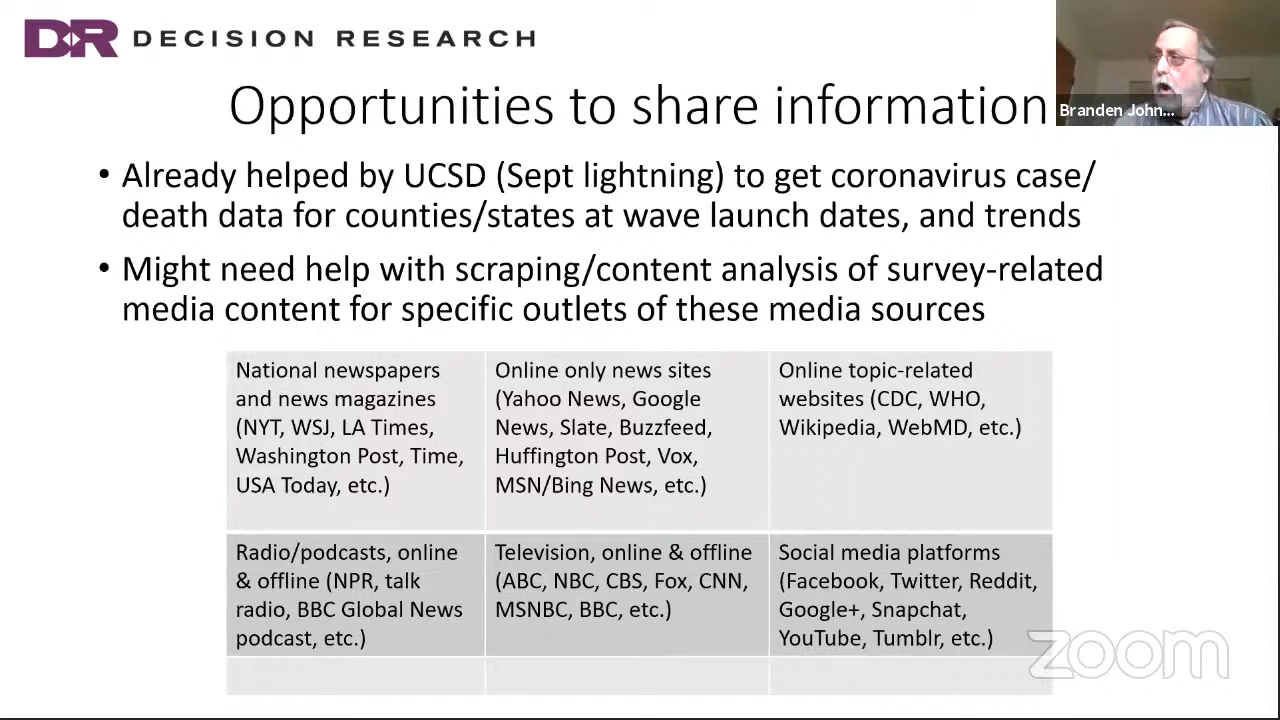 DR DECISION RESEARCH
Branden John...
Opportunities to share information
• Already helped by UCSD (Sept lightning) to get coronavirus case/
death data for counties/states at wave launch dates, and trends
• Might need help with scraping/content analysis of survey-related
media content for specific outlets of these media sources
National newspapers
and news magazines
(NYT, WSJ, LA Times,
Washington Post, Time,
USA Today, etc.)
Online only news sites
(Yahoo News, Google
News, Slate, Buzzfeed,
Huffington Post, Vox,
MSN/Bing News, etc.)
Online topic-related
websites (CDC, WHO,
Wikipedia, WebMD, etc.)
Radio/podcasts, online
& offline (NPR, talk
radio, BBC Global News
podcast, etc.)
Television, online & offline
(ABC, NBC, CBS, Fox, CNN,
MSNBC, BBC, etc.)
Social media platforms
(Facebook, Twitter, Reddit,
Google+, Snapchat,
YouTube, Tumblr, etc.)
zoom